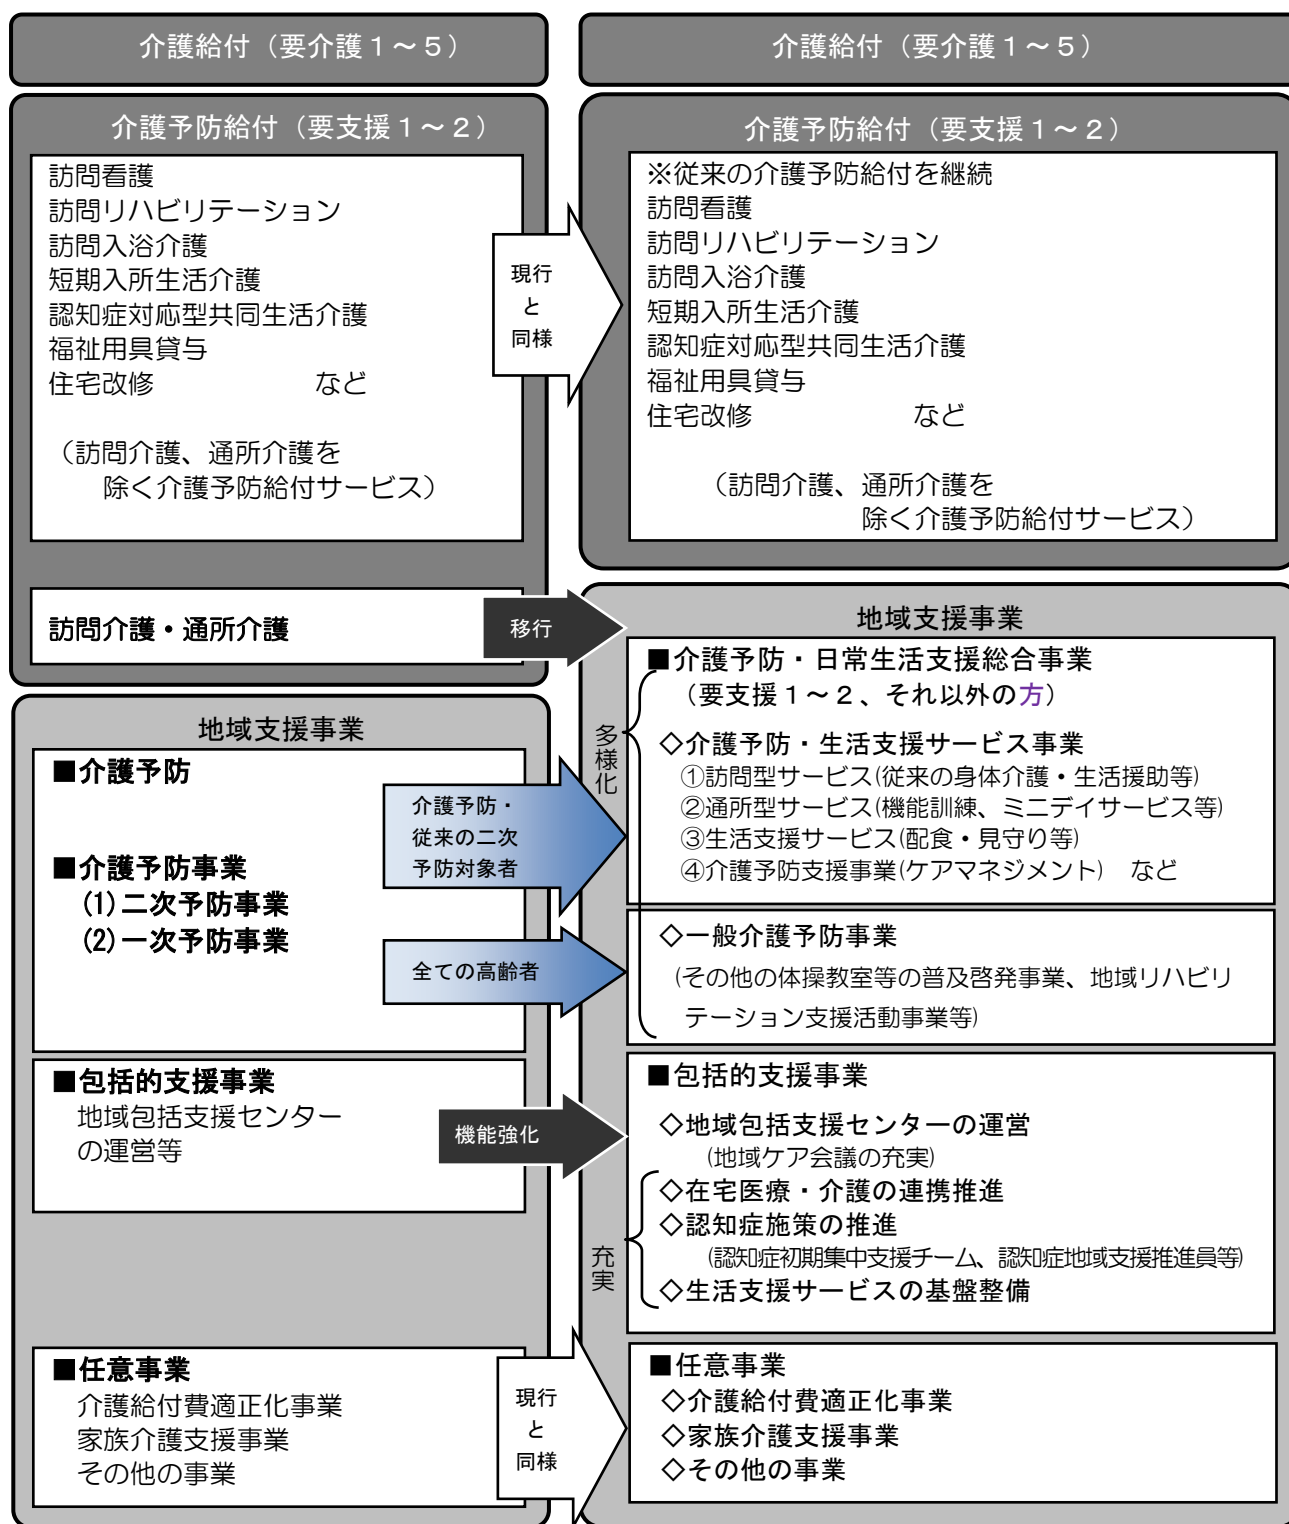 介護給付（要介護１～５）
介護予防給付（要支援１～２）
訪問看護
訪問リハビリテーション
訪問入浴介護
短期入所生活介護
認知症対応型共同生活介護
福祉用具貸与
住宅改修　など
（訪問介護、通所介護を
除く介護予防給付サービス）
訪問介護・通所介護
地域支援事業
■介護予防
■介護予防事業
(1)二次予防事業
(2)一次予防事業
■包括的支援事業
地域包括支援センター
の運営等
■任意事業
介護給付費適正化事業
家族介護支援事業
その他の事業
現行
と
同様
移行
介護予防・
従来の二次
予防対象者
全ての高齢者
機能強化
現行
と
同様
介護給付（要介護１～５）
介護予防給付（要支援１～２）
※従来の介護予防給付を継続
訪問看護
訪問リハビリテーション
訪問入浴介護
短期入所生活介護
認知症対応型共同生活介護
福祉用具貸与
住宅改修　など
（訪問介護、通所介護を
除く介護予防給付サービス）
地域支援事業
多様化
■介護予防・日常生活支援総合事業
（要支援１～２、それ以外の方）
◇介護予防・生活支援サービス事業
①訪問型サービス(従来の身体介護・生活援助等)
②通所型サービス(機能訓練、ミニデイサービス等)
③生活支援サービス(配食・見守り等)
④介護予防支援事業(ケアマネジメント)　など
◇一般介護予防事業
(その他の体操教室等の普及啓発事業、地域リハビリ
テーション支援活動事業等)
■包括的支援事業
◇地域包括支援センターの運営
(地域ケア会議の充実)
充実
◇在宅医療・介護の連携推進
◇認知症施策の推進
(認知症初期集中支援チーム、認知症地域支援推進員等)
◇生活支援サービスの基盤整備
■任意事業
◇介護給付費適正化事業
◇家族介護支援事業
◇その他の事業